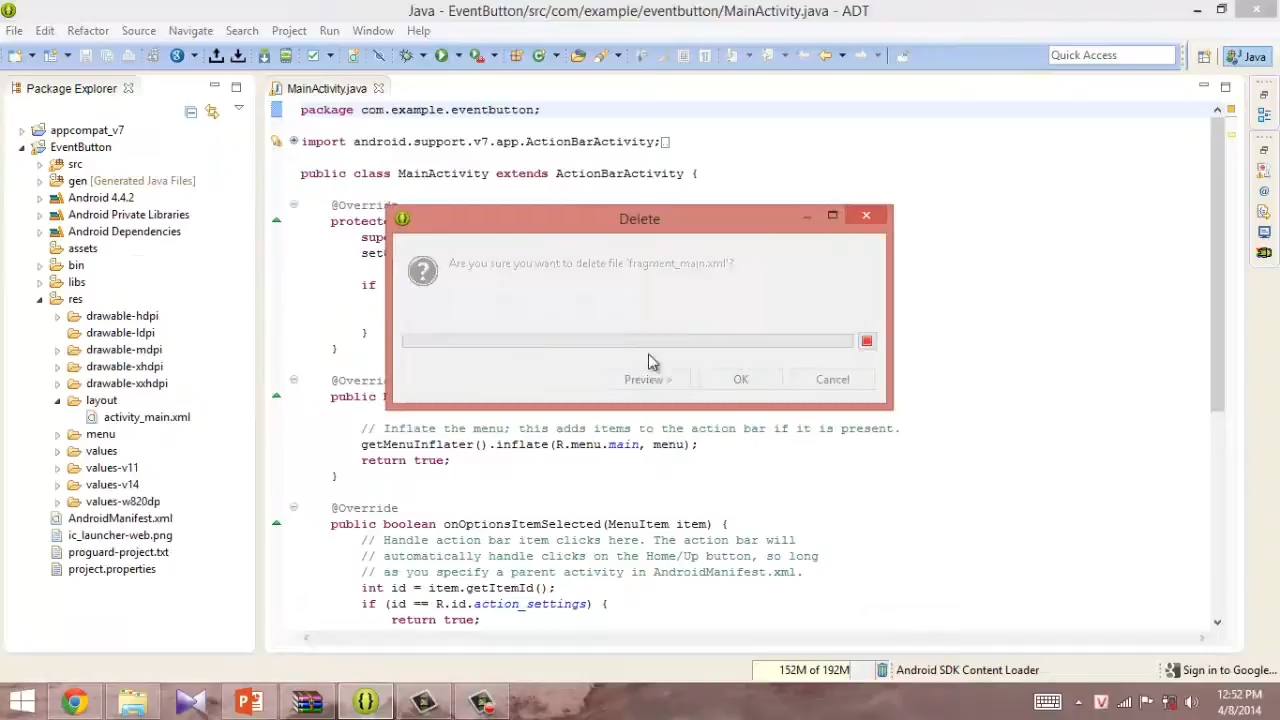 Java - EventButton/src/com/example/eventbutton/MainActivity.java - ADT
File Edit Refactor Source Navigate Search Project Run Window Help
Quick Access
Java
Package Explorer
MainActivity.java
appcompat_v7
EventButton
src
gen [Generated Java Files]
Android 4.4.2
Android Private Libraries
Android Dependencies
assets
bin
libs
res
drawable-hdpi
drawable-ldpi
drawable-mdpi
drawable-xhdpi
drawable-xxhdpi
layout
activity_main.xml
menu
values
values-v11
values-v14
values-w820dp
AndroidManifest.xml
ic_launcher-web.png
proguard-project.txt
project.properties
package com.example.eventbutton;
import android.support.v7.app.ActionBarActivity;
public class MainActivity extends ActionBarActivity {
@Override
protecte
sup
set
if
}
}
@Overri
public
// Inflate the menu; this adds items to the action bar if it is present.
getMenuInflater().inflate(R.menu.main, menu);
return true;
}
@Override
public boolean onOptionsItemSelected(MenuItem item) {
// Handle action bar item clicks here. The action bar will
// automatically handle clicks on the Home/Up button, so long
// as you specify a parent activity in AndroidManifest.xml.
int id = item.getItemId();
if (id == R.id.action_settings) {
return true;
Delete
Are you sure you want to delete file 'fragment_main.xml'?
Preview >
OK
Cancel
152M of 192M
Android SDK Content Loader
Sign in to Google...
12:52 PM
4/8/2014